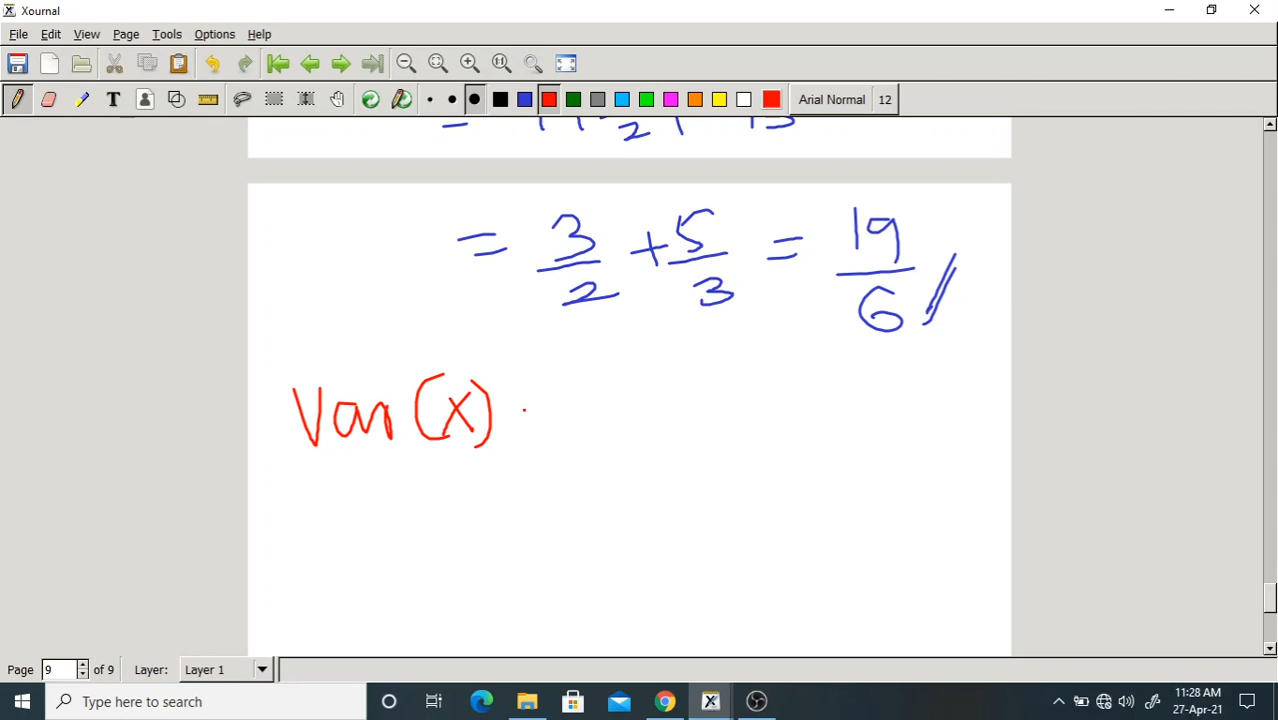 Xournal
File Edit View Page Tools Options Help
Arial Normal 12
= 3/2 + 5/3 = 19/6 //
Var (X)
Page 9 of 9 Layer: Layer 1
Type here to search
11:28 AM
27-Apr-21